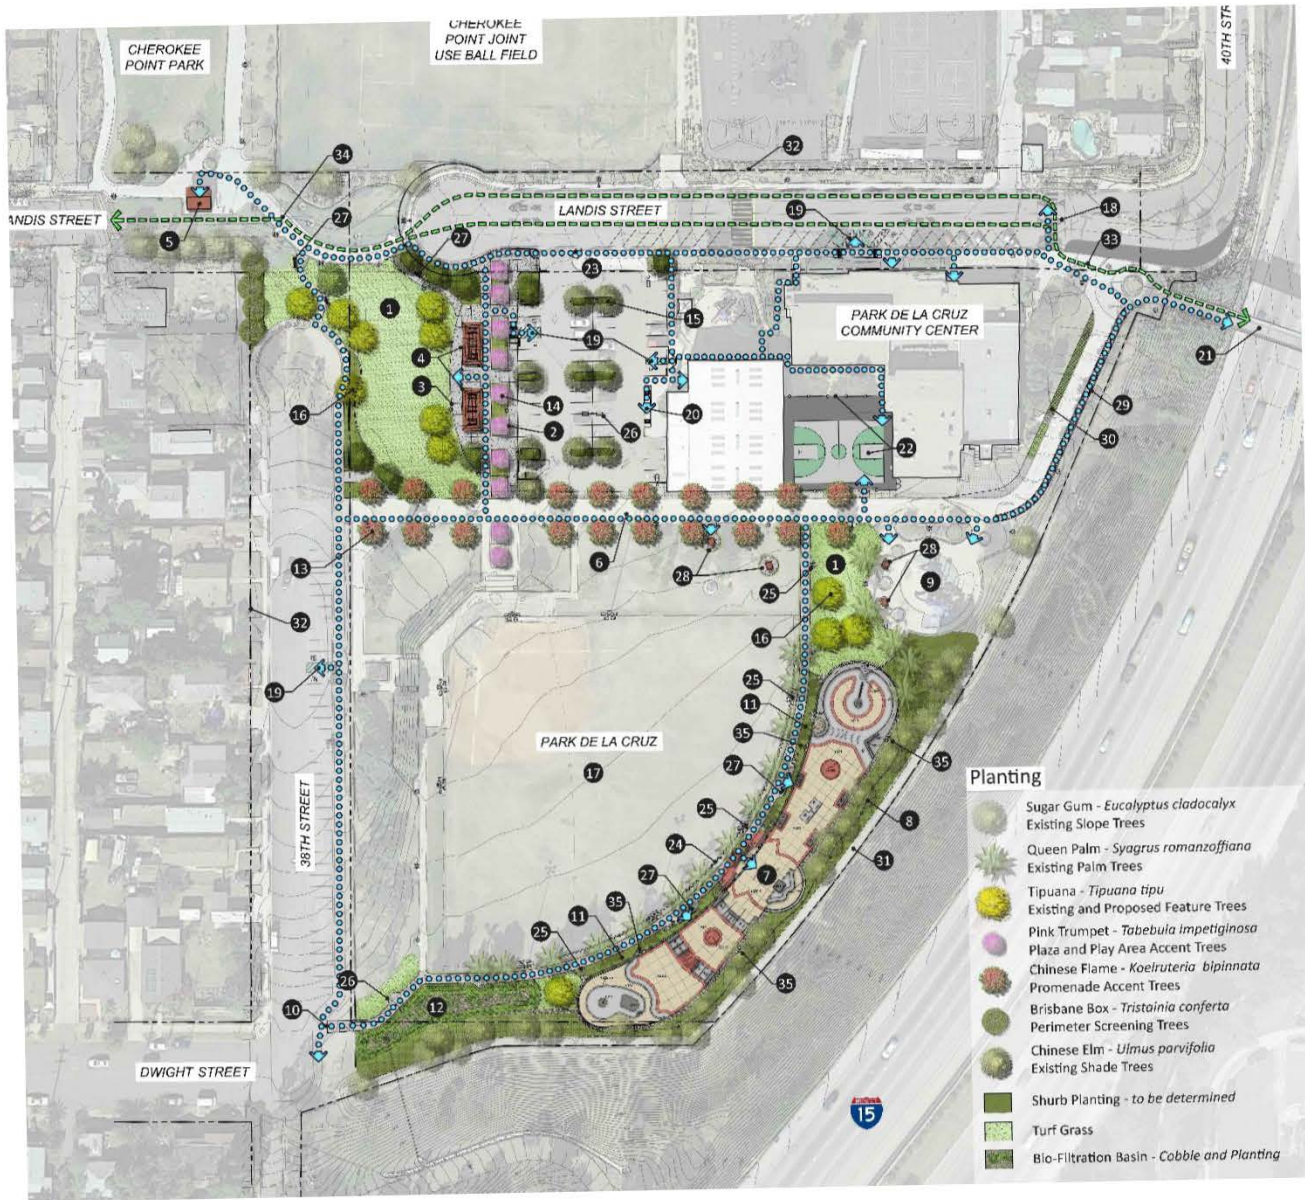 CHEROKEE
POINT PARK
CHEROKEE
POINT JOINT
USE BALL FIELD
40TH STR
34
32
27
ANDIS STREET
5
27
LANDIS STREET
19
18
33
23
1
15
PARK DE LA CRUZ
COMMUNITY CENTER
21
4
19
3
14
20
29
16
2
26
22
30
13
6
28
1
28
9
25
32
16
19
25
11
35
35
PARK DE LA CRUZ
17
27
8
38TH STREET
25
31
24
7
27
35
11
25
35
26
12
10
DWIGHT STREET
15
Planting
Sugar Gum - Eucalyptus cladocalyx
Existing Slope Trees
Queen Palm - Syagrus romanzoffiana
Existing Palm Trees
Tipuana - Tipuana tipu
Existing and Proposed Feature Trees
Pink Trumpet - Tabebuia Impetiginosa
Plaza and Play Area Accent Trees
Chinese Flame - Koelruteria bipinnata
Promenade Accent Trees
Brisbane Box - Tristainia conferta
Perimeter Screening Trees
Chinese Elm - Ulmus parvifolia
Existing Shade Trees
Shurb Planting - to be determined
Turf Grass
Bio-Filtration Basin - Cobble and Planting